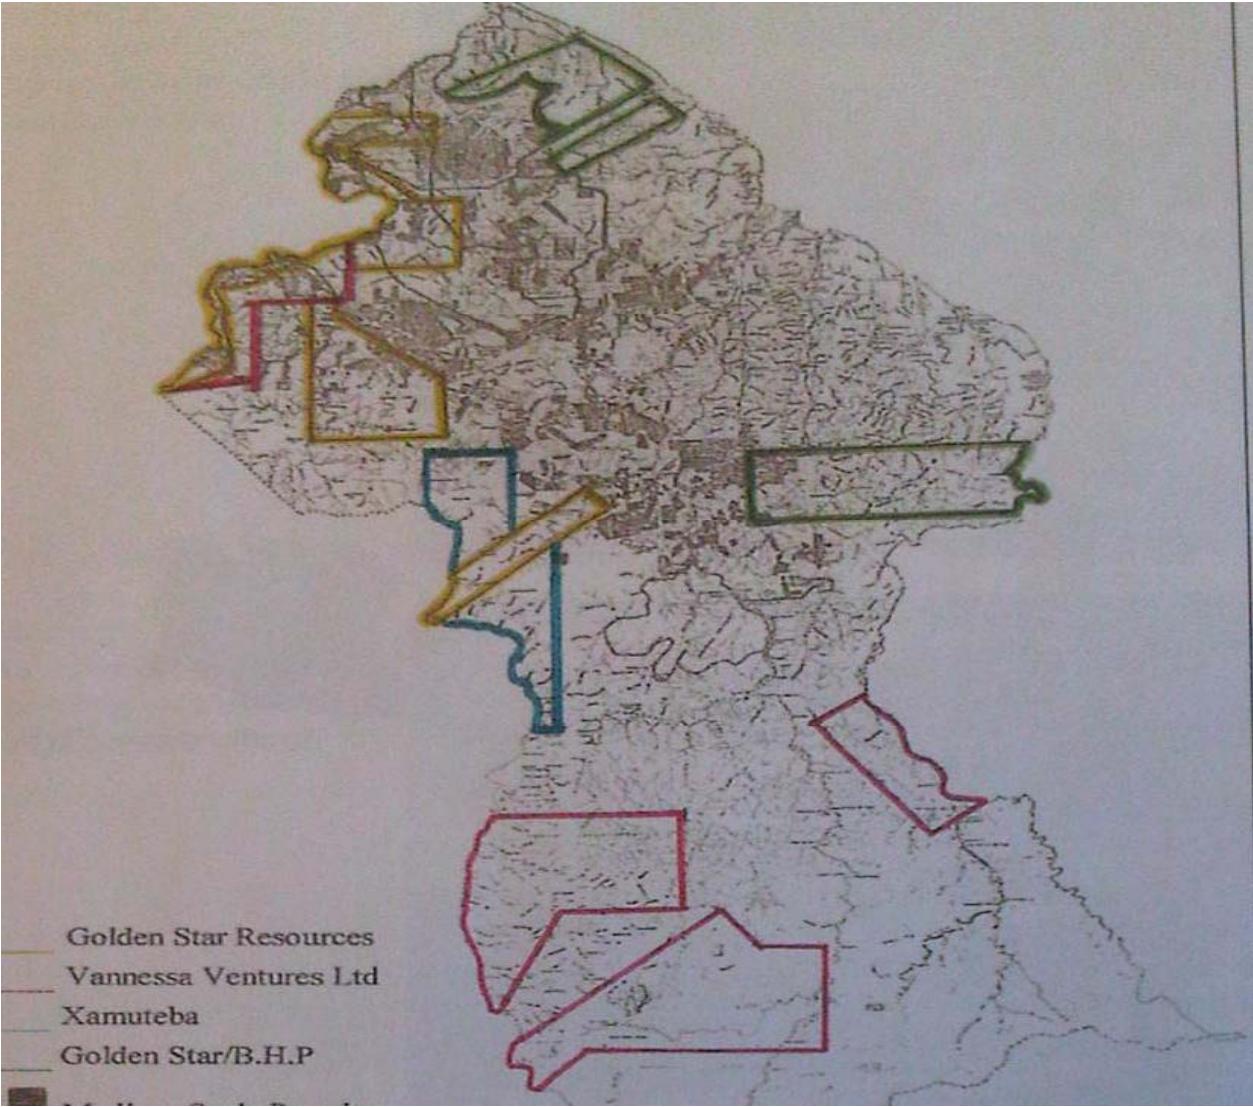 Golden Star Resources
Vannessa Ventures Ltd
Xamuteba
Golden Star/B.H.P